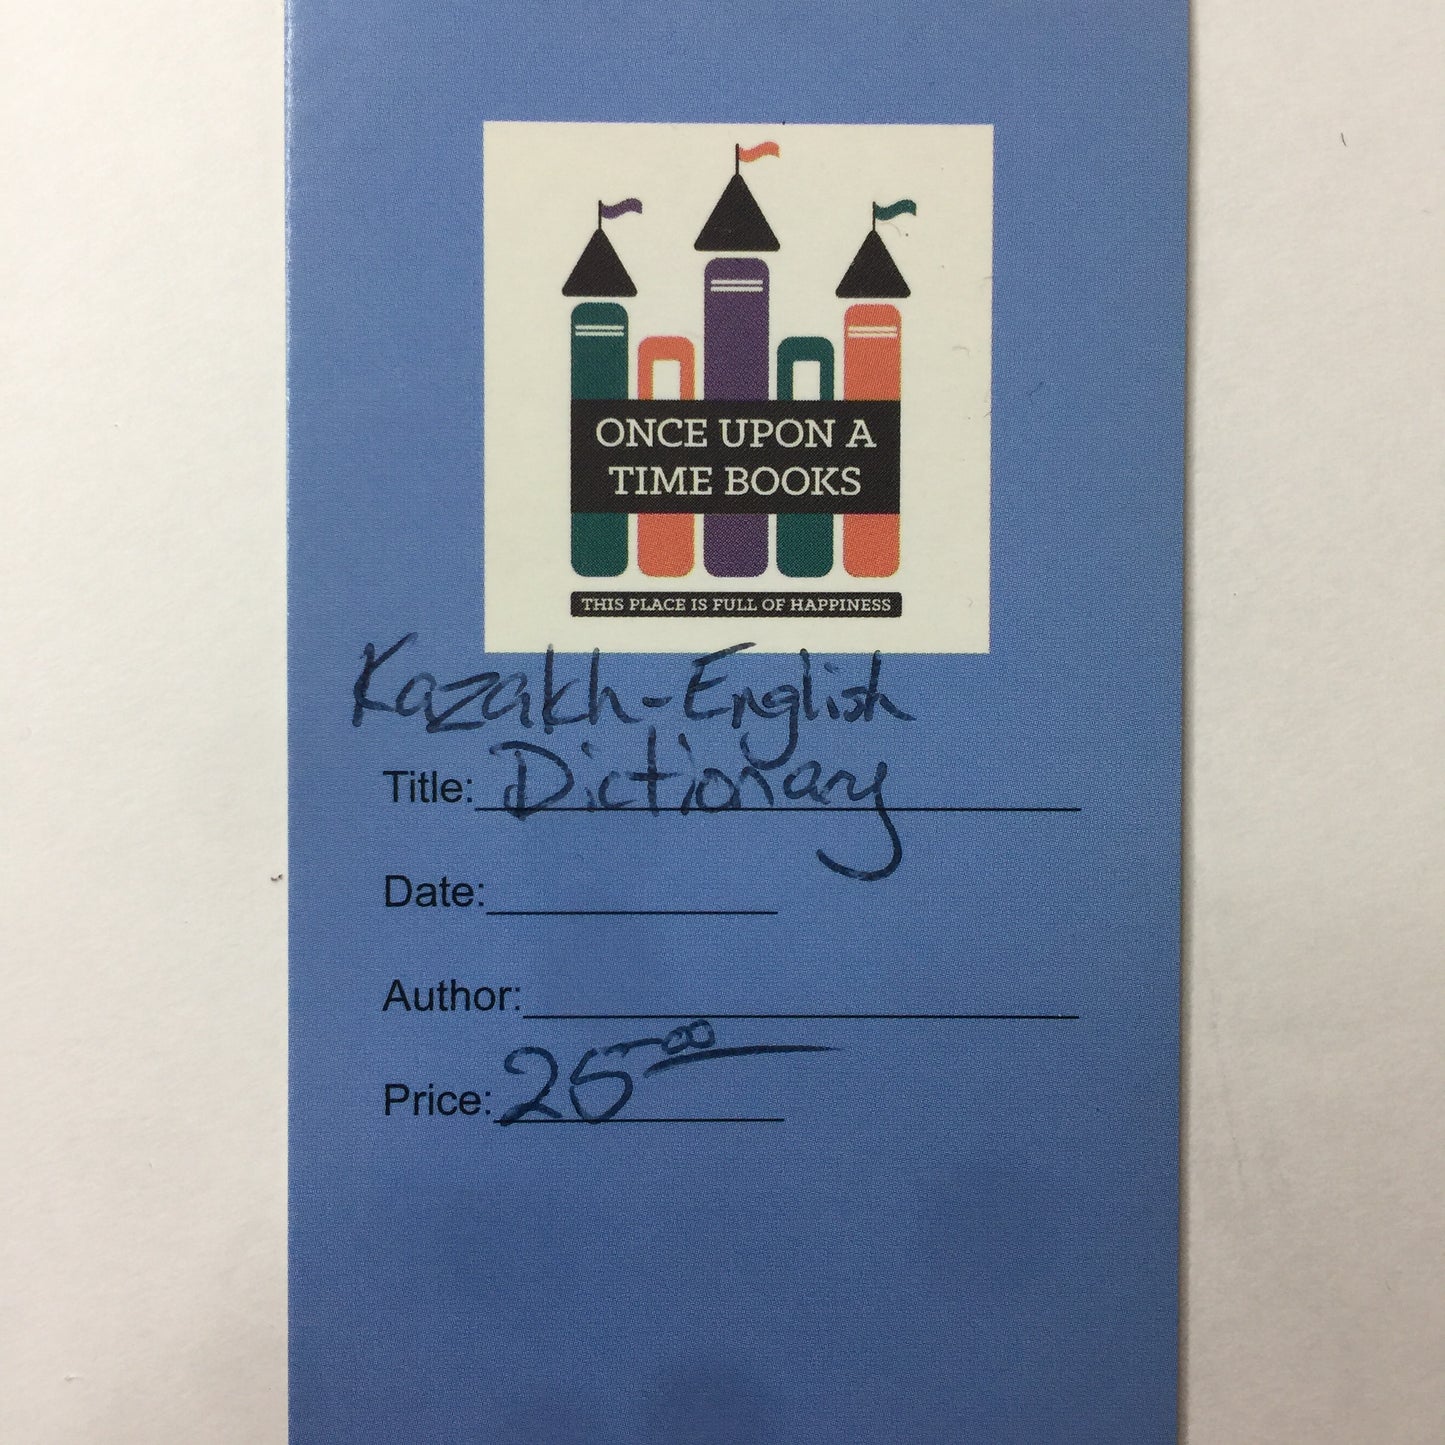 ONCE UPON A
TIME BOOKS
THIS PLACE IS FULL OF HAPPINESS
Kazakh-English
Title: Dictionary
Date:
Author:
Price: 25.00